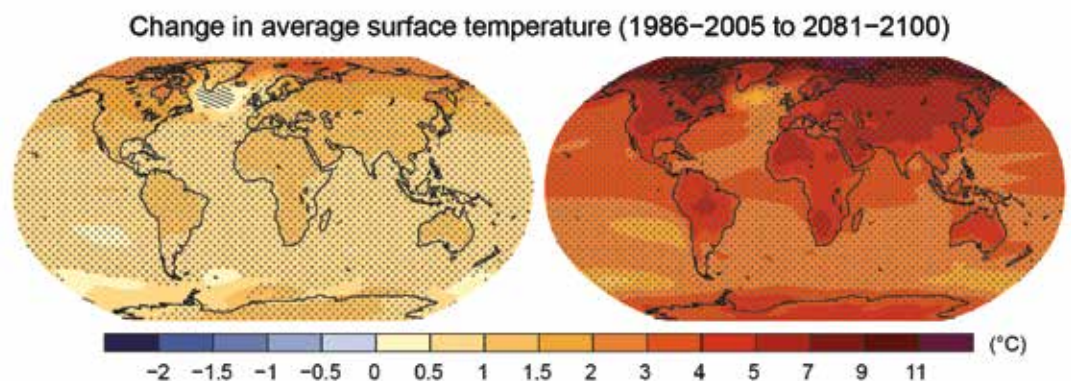 Change in average surface temperature (1986−2005 to 2081−2100)
(°C)
−2 −1.5 −1 −0.5 0 0.5 1 1.5 2 3 4 5 7 9 11